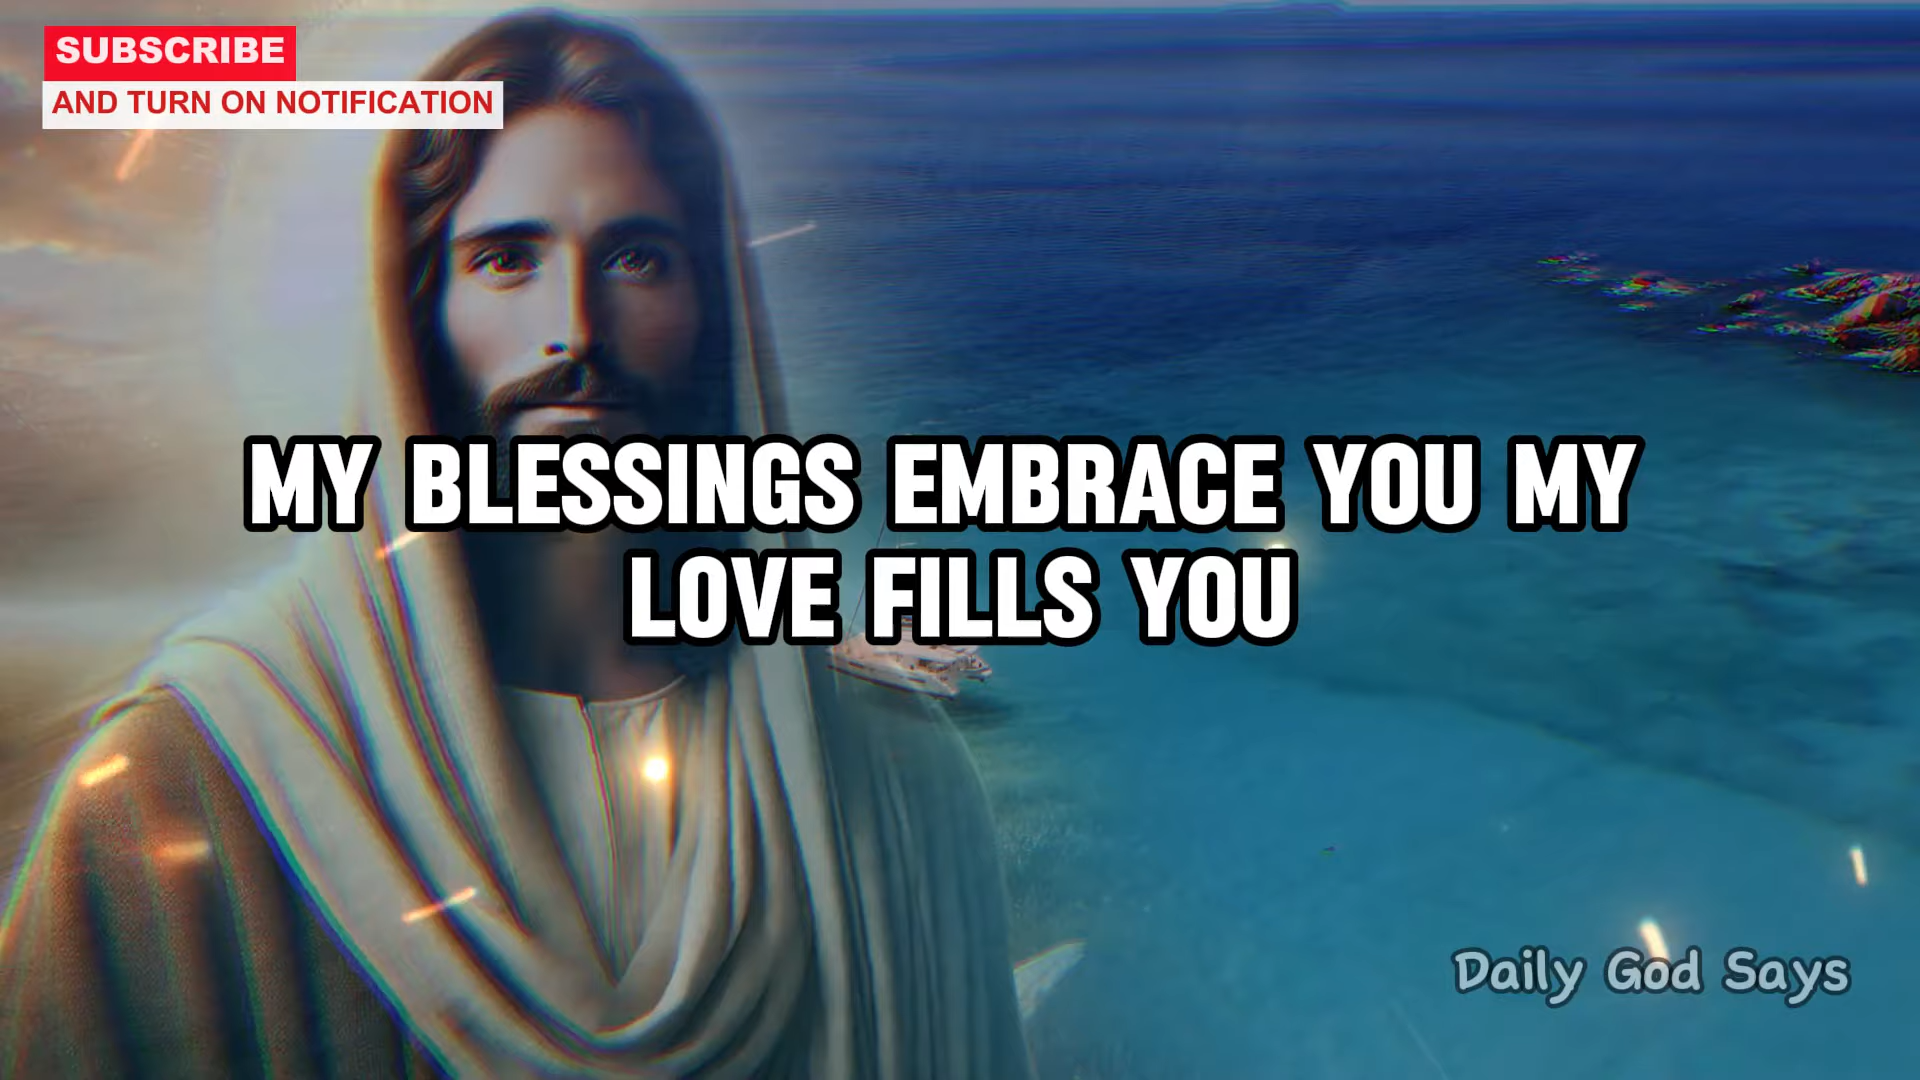 SUBSCRIBE
AND TURN ON NOTIFICATION
MY BLESSINGS EMBRACE YOU MY
LOVE FILLS YOU
Daily God Says